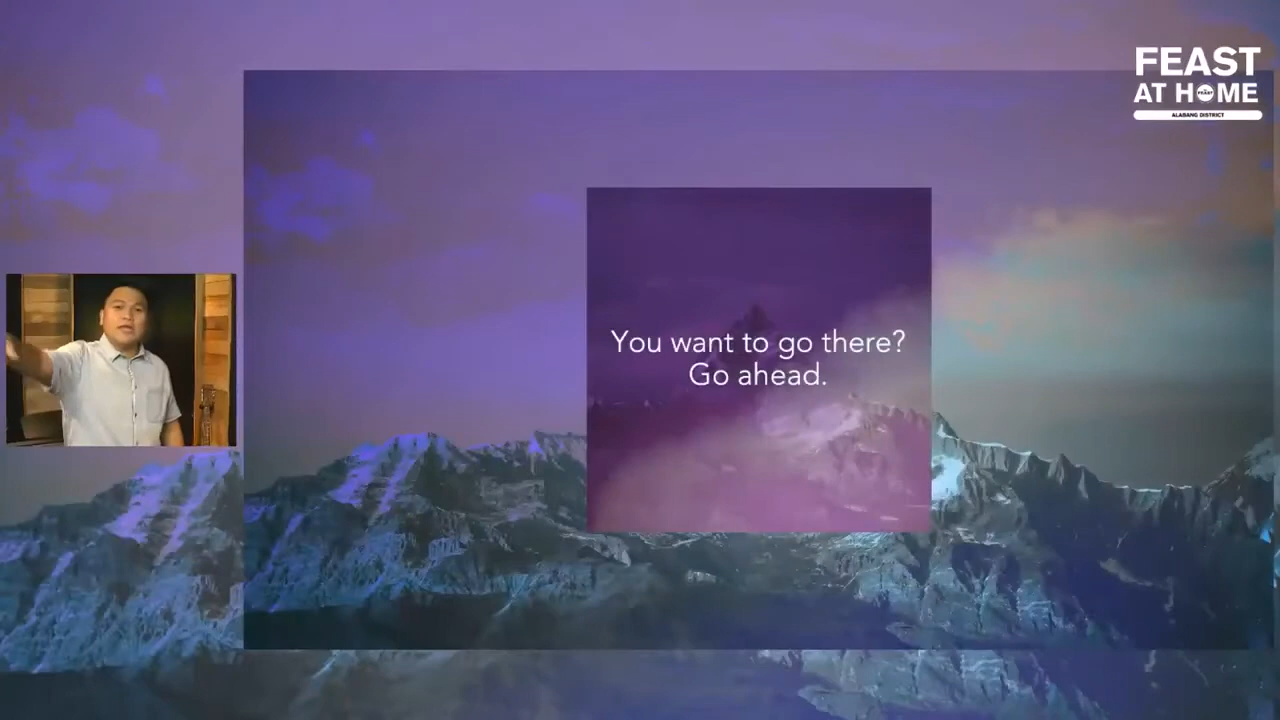 FEAST
AT HOME
ALABANG DISTRICT
You want to go there?
Go ahead.